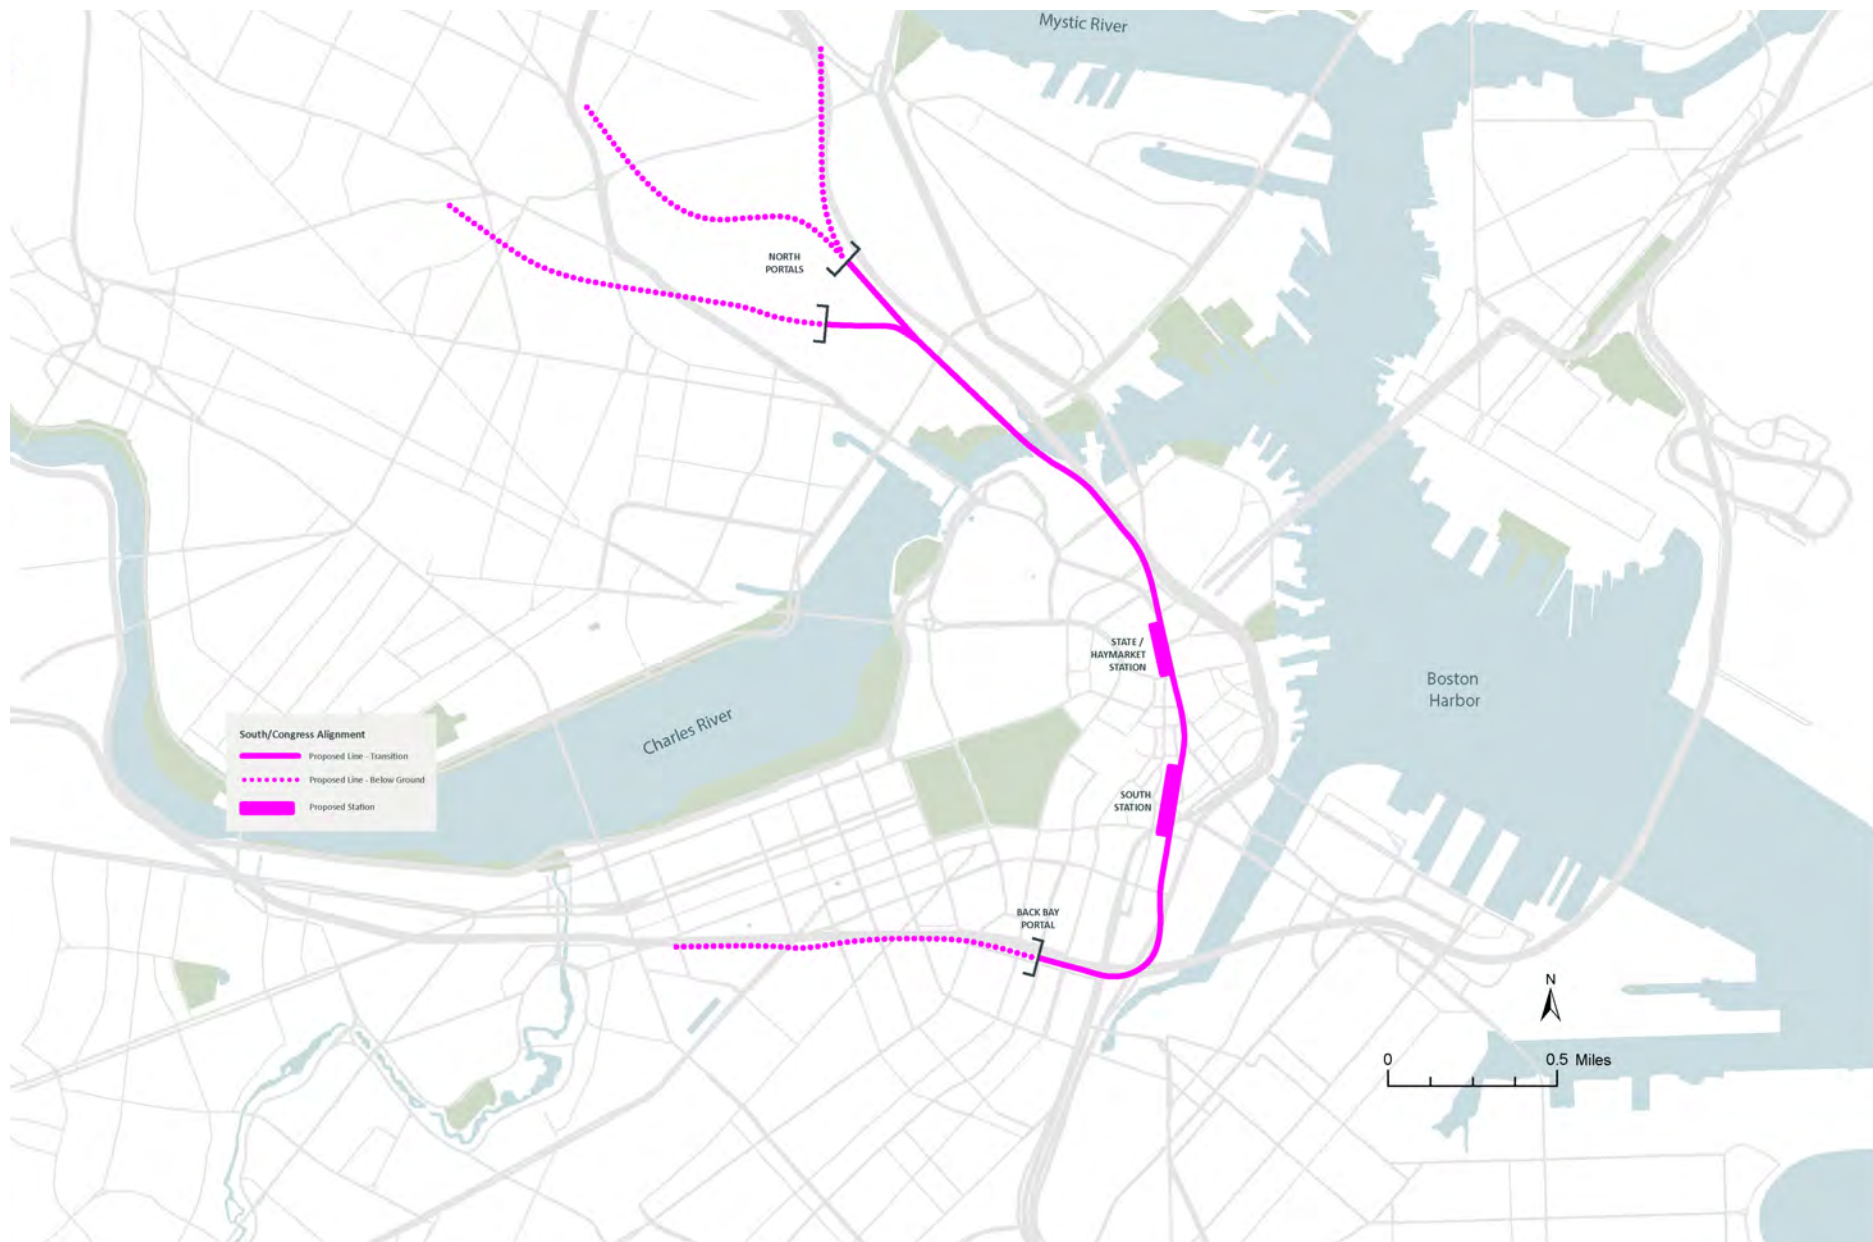 Mystic River
NORTH
PORTALS
STATE /
HAYMARKET
STATION
Boston
Harbor
Charles River
South/Congress Alignment
Proposed Line - Transition
Proposed Line - Below Ground
Proposed Station
SOUTH
STATION
BACK BAY
PORTAL
N
0 0.5 Miles